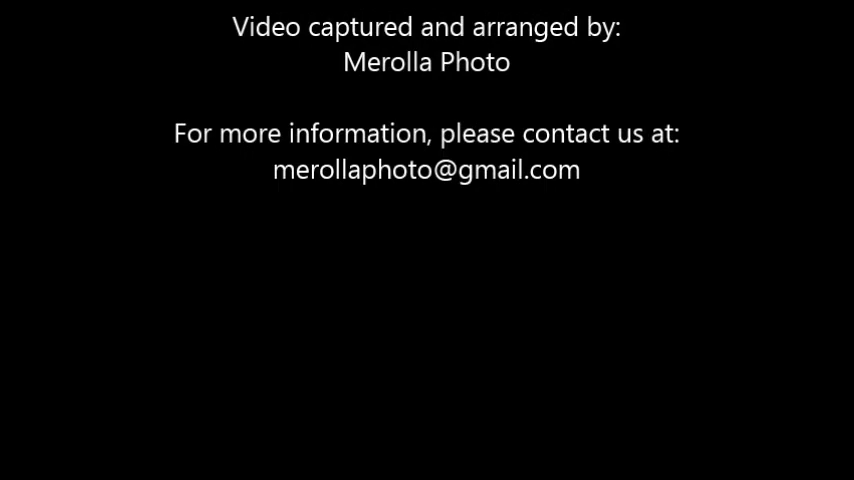 Video captured and arranged by:
Merolla Photo
For more information, please contact us at:
merollaphoto@gmail.com